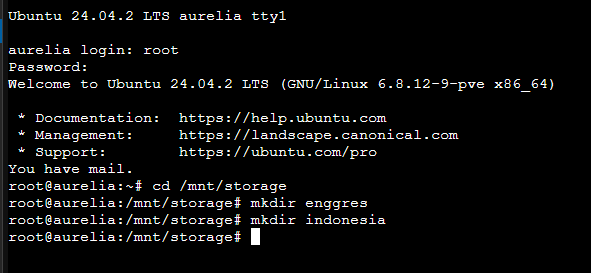 Ubuntu 24.04.2 LTS aurelia tty1
aurelia login: root
Password:
Welcome to Ubuntu 24.04.2 LTS (GNU/Linux 6.8.12-9-pve x86_64)
* Documentation:  https://help.ubuntu.com
* Management:     https://landscape.canonical.com
* Support:        https://ubuntu.com/pro
You have mail.
root@aurelia:~# cd /mnt/storage
root@aurelia:/mnt/storage# mkdir enggres
root@aurelia:/mnt/storage# mkdir indonesia
root@aurelia:/mnt/storage#